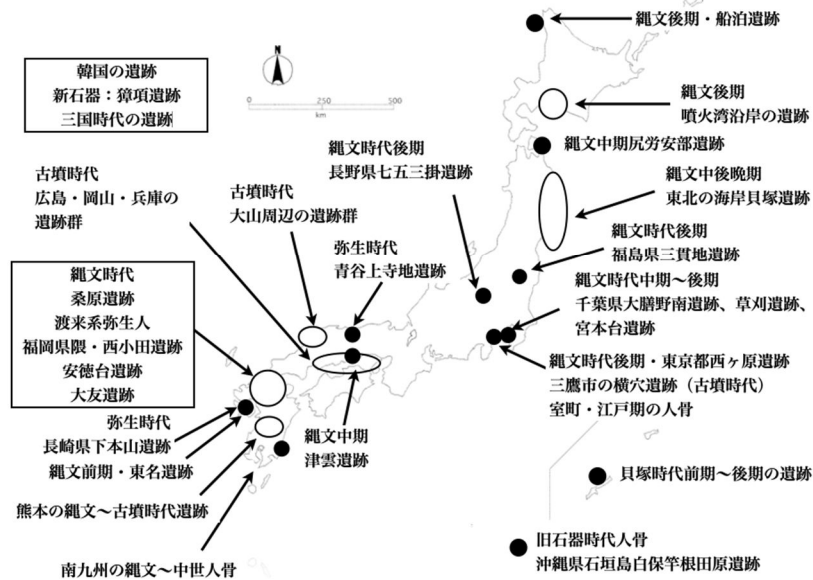 縄文後期・船泊遺跡
N
0 250 500
km
韓国の遺跡
新石器：獐項遺跡
三国時代の遺跡
縄文後期
噴火湾沿岸の遺跡
縄文中期尻労安部遺跡
縄文時代後期
長野県七五三掛遺跡
縄文中後晩期
東北の海岸貝塚遺跡
古墳時代
広島・岡山・兵庫の
遺跡群
古墳時代
大山周辺の遺跡群
縄文時代後期
福島県三貫地遺跡
弥生時代
青谷上寺地遺跡
縄文時代中期〜後期
千葉県大膳野南遺跡、草刈遺跡、
宮本台遺跡
縄文時代
桑原遺跡
渡来系弥生人
福岡県隈・西小田遺跡
安徳台遺跡
大友遺跡
縄文時代後期・東京都西ヶ原遺跡
三鷹市の横穴遺跡（古墳時代）
室町・江戸期の人骨
弥生時代
長崎県下本山遺跡
縄文前期・東名遺跡
縄文中期
津雲遺跡
熊本の縄文〜古墳時代遺跡
南九州の縄文〜中世人骨
貝塚時代前期〜後期の遺跡
旧石器時代人骨
沖縄県石垣島白保竿根田原遺跡